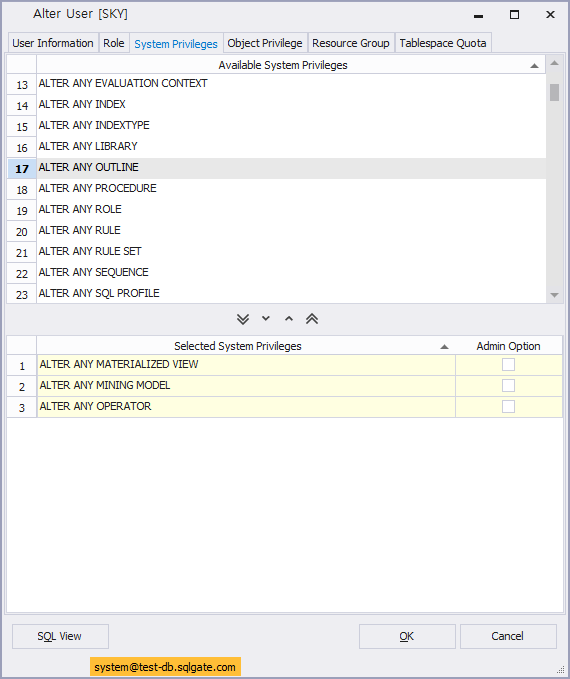 Alter User [SKY]
User Information Role System Privileges Object Privilege Resource Group Tablespace Quota
Available System Privileges
13 ALTER ANY EVALUATION CONTEXT
14 ALTER ANY INDEX
15 ALTER ANY INDEXTYPE
16 ALTER ANY LIBRARY
17 ALTER ANY OUTLINE
18 ALTER ANY PROCEDURE
19 ALTER ANY ROLE
20 ALTER ANY RULE
21 ALTER ANY RULE SET
22 ALTER ANY SEQUENCE
23 ALTER ANY SQL PROFILE
Selected System Privileges Admin Option
1 ALTER ANY MATERIALIZED VIEW
2 ALTER ANY MINING MODEL
3 ALTER ANY OPERATOR
SQL View OK Cancel
system@test-db.sqlgate.com